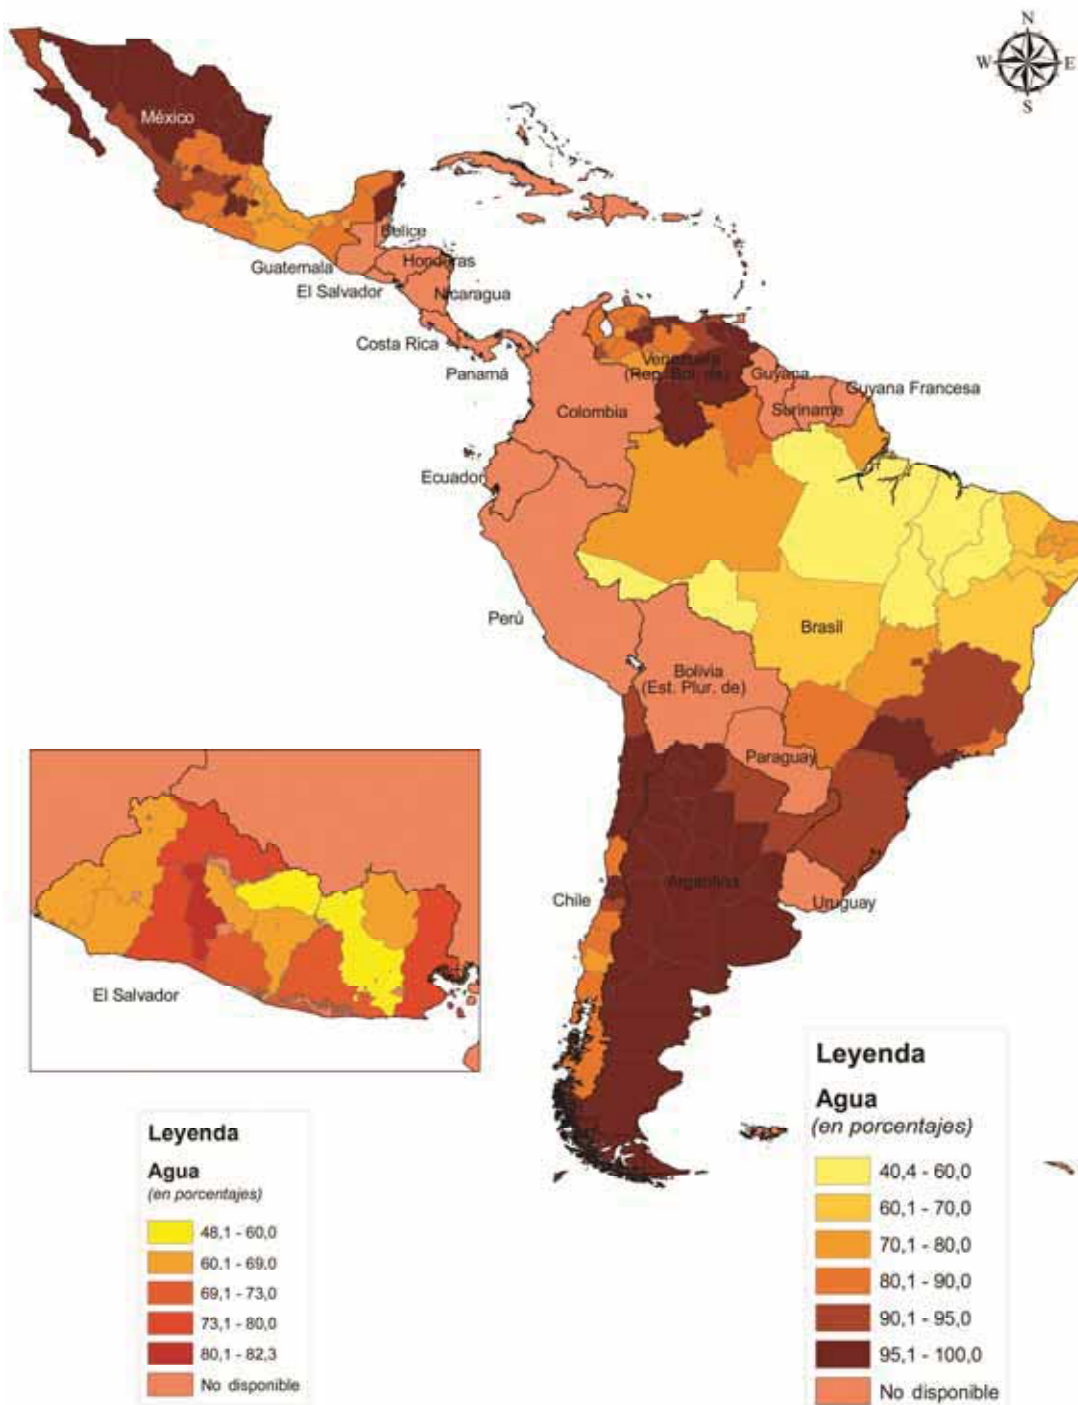 N
W E
S
México
Belice
Honduras
Guatemala
El Salvador
Nicaragua
Costa Rica
Panamá
Venezuela
(Rep. Bol. de)
Guyana
Guyana Francesa
Suriname
Colombia
Ecuador
Perú
Brasil
Bolivia
(Est. Plur. de)
Paraguay
Argentina
Chile
Uruguay
El Salvador
Leyenda
Agua
(en porcentajes)
48,1 - 60,0
60.1 - 69.0
69,1 - 73,0
73,1 - 80,0
80,1 - 82,3
No disponible
Leyenda
Agua
(en porcentajes)
40,4 - 60,0
60,1 - 70,0
70,1 - 80,0
80,1 - 90,0
90,1 - 95,0
95,1 - 100,0
No disponible